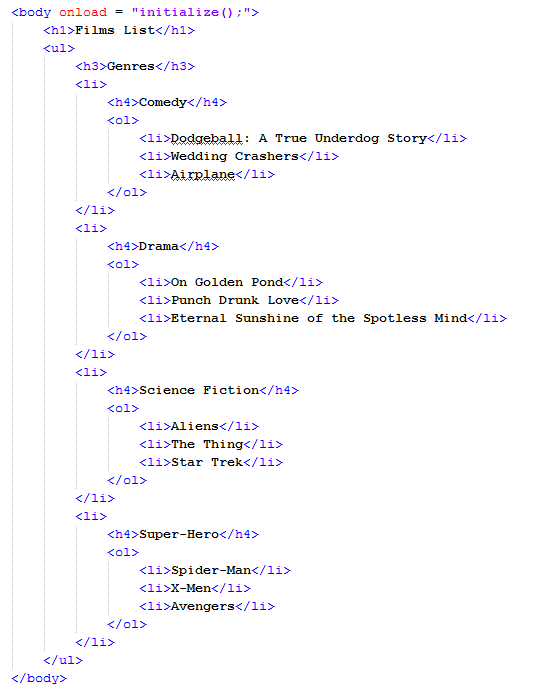 <body onload = "initialize();">
    <h1>Films List</h1>
    <ul>
        <h3>Genres</h3>
        <li>
            <h4>Comedy</h4>
            <ol>
                <li>Dodgeball: A True Underdog Story</li>
                <li>Wedding Crashers</li>
                <li>Airplane</li>
            </ol>
        </li>
        <li>
            <h4>Drama</h4>
            <ol>
                <li>On Golden Pond</li>
                <li>Punch Drunk Love</li>
                <li>Eternal Sunshine of the Spotless Mind</li>
            </ol>
        </li>
        <li>
            <h4>Science Fiction</h4>
            <ol>
                <li>Aliens</li>
                <li>The Thing</li>
                <li>Star Trek</li>
            </ol>
        </li>
        <li>
            <h4>Super-Hero</h4>
            <ol>
                <li>Spider-Man</li>
                <li>X-Men</li>
                <li>Avengers</li>
            </ol>
        </li>
    </ul>
</body>